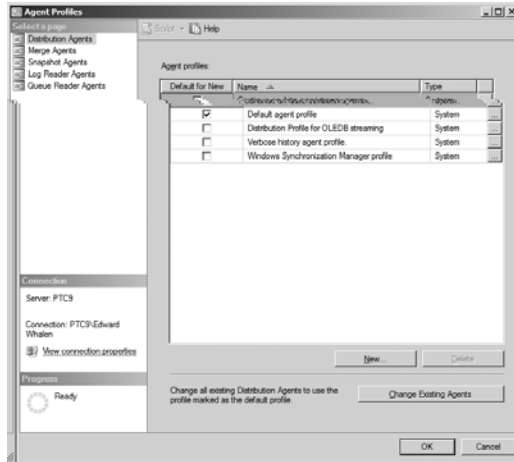 Agent Profiles
Select a page
Distribution Agents
Merge Agents
Snapshot Agents
Log Reader Agents
Queue Reader Agents
Script
Help
Agent profiles:
Default for New Name Type
Default agent profile System ...
Distribution Profile for OLEDB streaming System ...
Verbose history agent profile. System ...
Windows Synchronization Manager profile System ...
Connection
Server: PTC9
Connection: PTC9\Edward
Whalen
View connection properties
Progress
Ready
New...
Delete
Change all existing Distribution Agents to use the
profile marked as the default profile.
Change Existing Agents
OK
Cancel